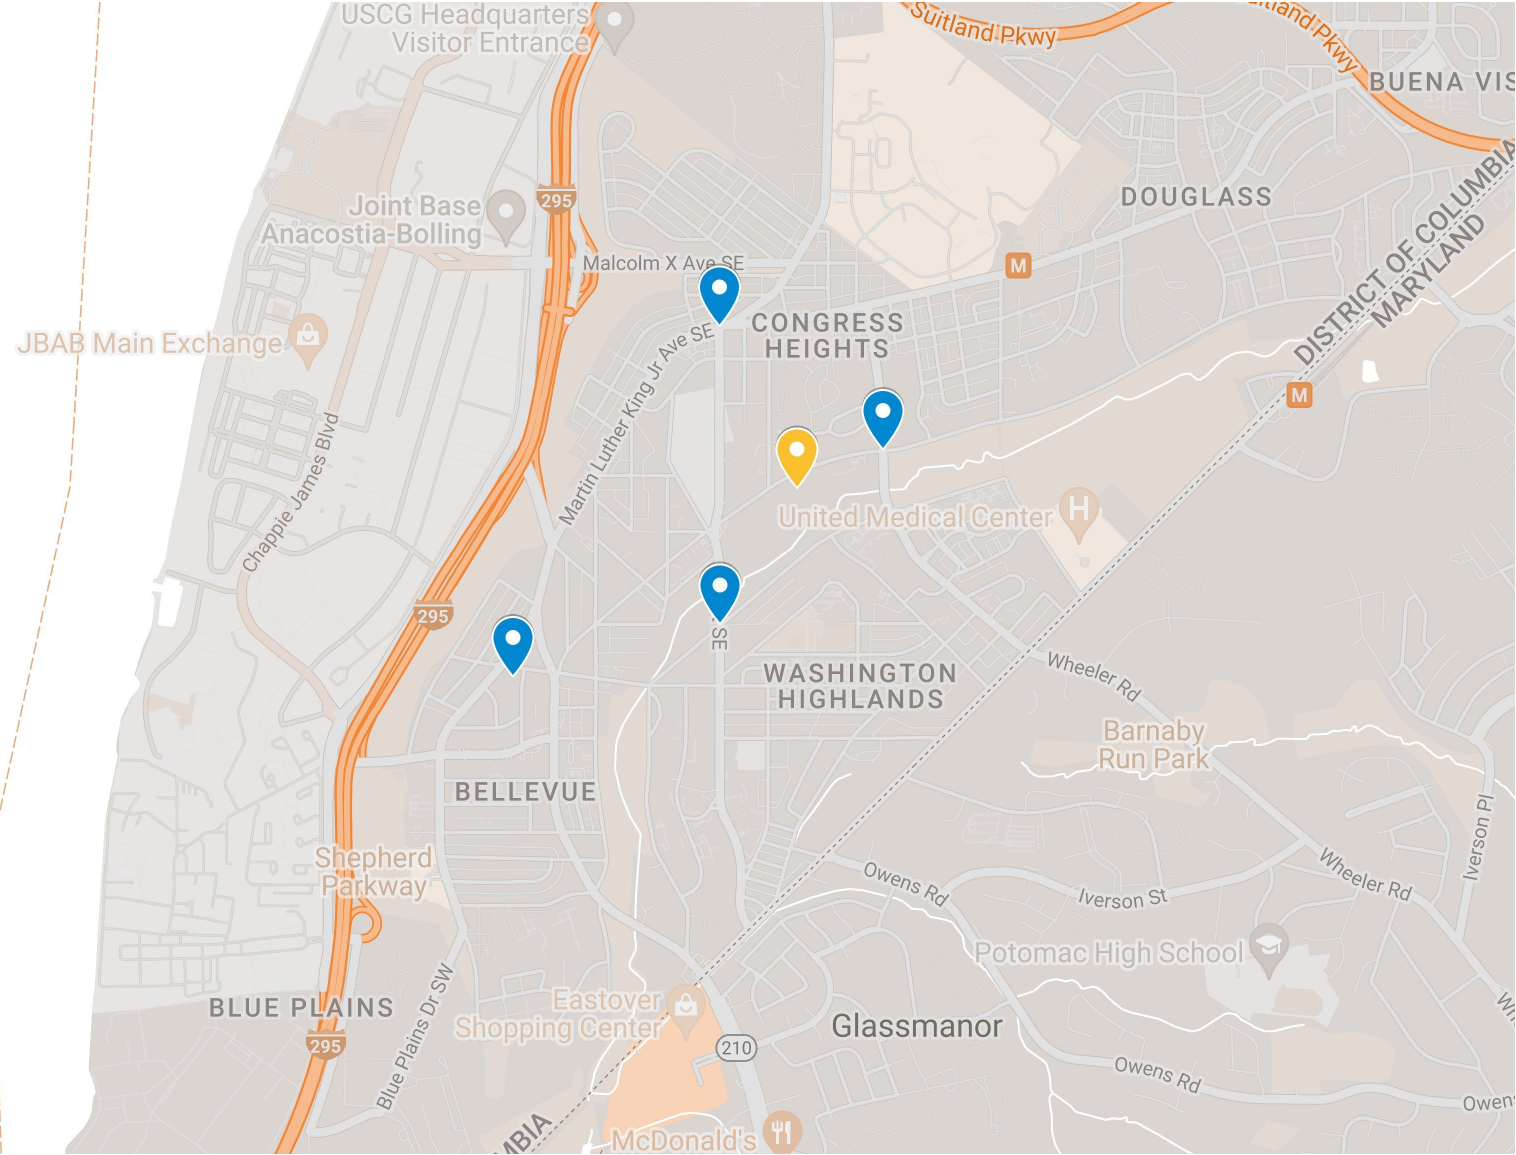 USCG Headquarters
Visitor Entrance
Suitland Pkwy
uitland Pkwy
BUENA VIS
295
Joint Base
Anacostia-Bolling
DOUGLASS
DISTRICT OF COLUMBIA
MARYLAND
Malcolm X Ave SE
M
JBAB Main Exchange
Martin Luther King Jr Ave SE
CONGRESS
HEIGHTS
M
Chappie James Blvd
United Medical Center
H
295
SE
WASHINGTON
HIGHLANDS
Wheeler Rd
Barnaby
Run Park
BELLEVUE
Iverson Pl
Shepherd
Parkway
Owens Rd
Iverson St
Wheeler Rd
Potomac High School
BLUE PLAINS
295
Blue Plains Dr SW
Eastover
Shopping Center
Glassmanor
Wh
210
Owens Rd
Owens
MBIA
McDonald's